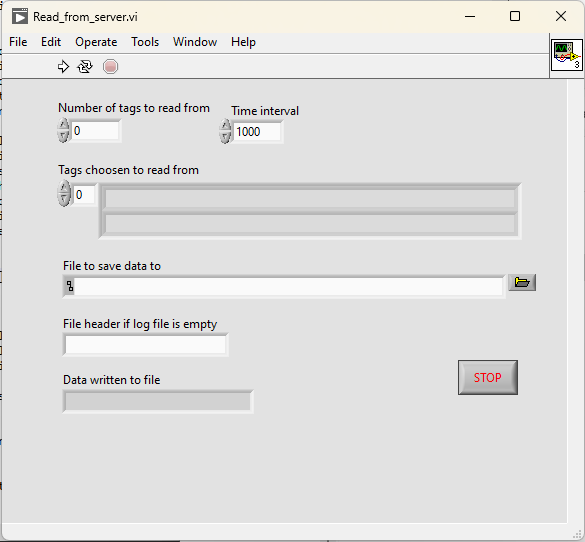 Read_from_server.vi
File Edit Operate Tools Window Help
3
Number of tags to read from
Time interval
0
1000
Tags choosen to read from
0
File to save data to
File header if log file is empty
Data written to file
STOP